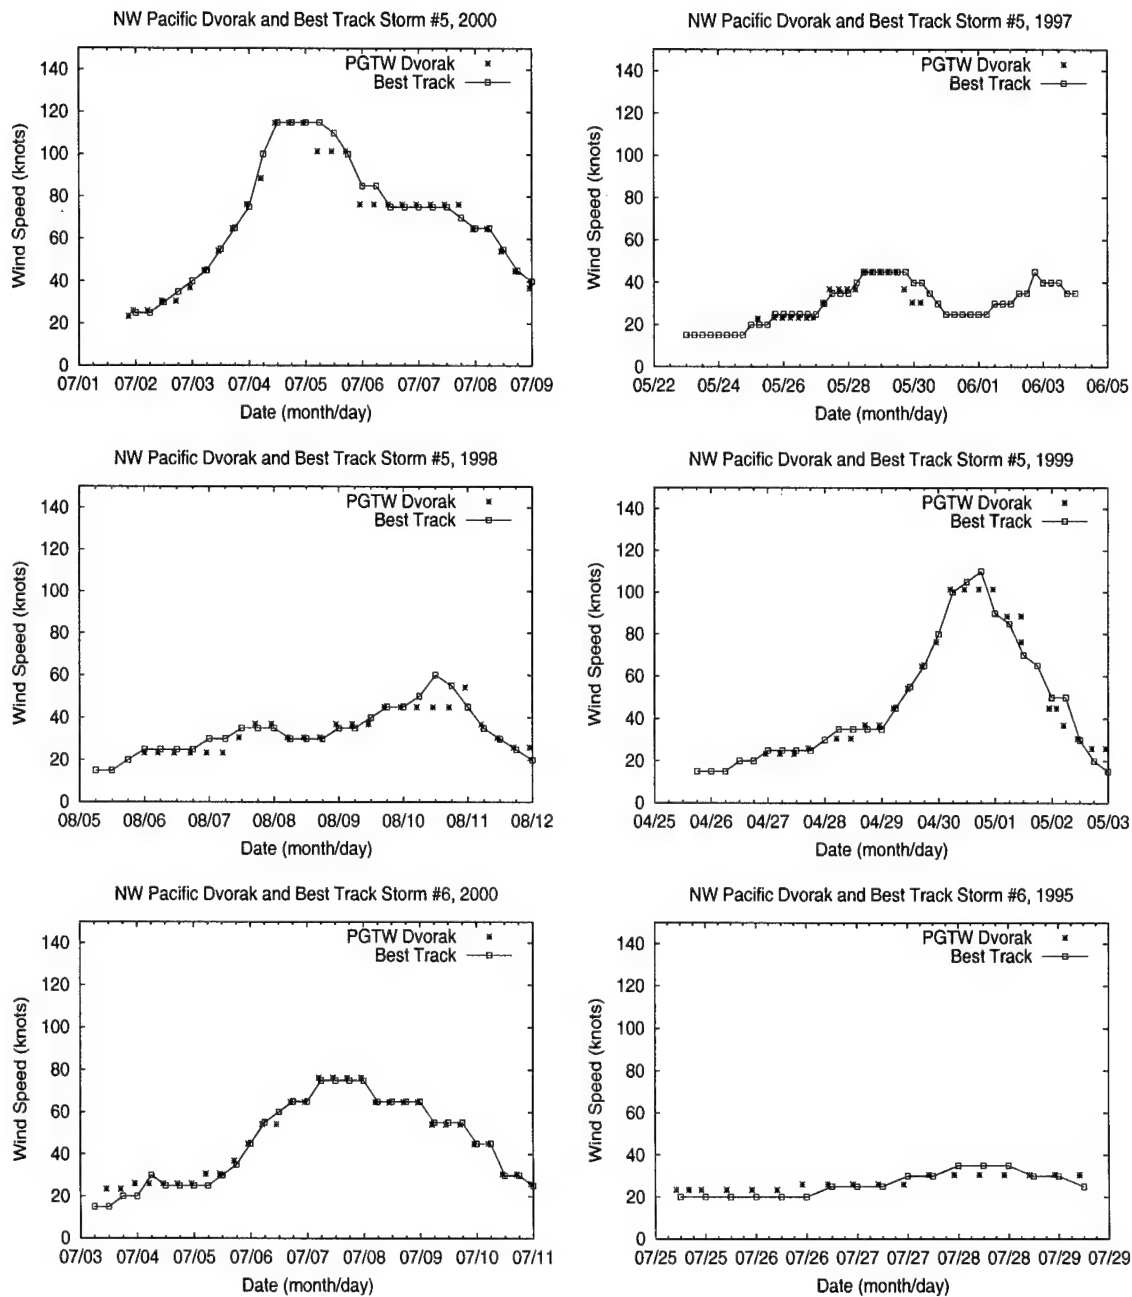 NW Pacific Dvorak and Best Track Storm #5, 2000
PGTW Dvorak
Best Track
Wind Speed (knots)
140
120
100
80
60
40
20
0
07/01 07/02 07/03 07/04 07/05 07/06 07/07 07/08 07/09
Date (month/day)
NW Pacific Dvorak and Best Track Storm #5, 1997
PGTW Dvorak
Best Track
Wind Speed (knots)
140
120
100
80
60
40
20
0
05/22 05/24 05/26 05/28 05/30 06/01 06/03 06/05
Date (month/day)
NW Pacific Dvorak and Best Track Storm #5, 1998
PGTW Dvorak
Best Track
Wind Speed (knots)
140
120
100
80
60
40
20
0
08/05 08/06 08/07 08/08 08/09 08/10 08/11 08/12
Date (month/day)
NW Pacific Dvorak and Best Track Storm #5, 1999
PGTW Dvorak
Best Track
Wind Speed (knots)
140
120
100
80
60
40
20
0
04/25 04/26 04/27 04/28 04/29 04/30 05/01 05/02 05/03
Date (month/day)
NW Pacific Dvorak and Best Track Storm #6, 2000
PGTW Dvorak
Best Track
Wind Speed (knots)
140
120
100
80
60
40
20
0
07/03 07/04 07/05 07/06 07/07 07/08 07/09 07/10 07/11
Date (month/day)
NW Pacific Dvorak and Best Track Storm #6, 1995
PGTW Dvorak
Best Track
Wind Speed (knots)
140
120
100
80
60
40
20
0
07/25 07/25 07/26 07/26 07/27 07/27 07/28 07/28 07/29 07/29
Date (month/day)